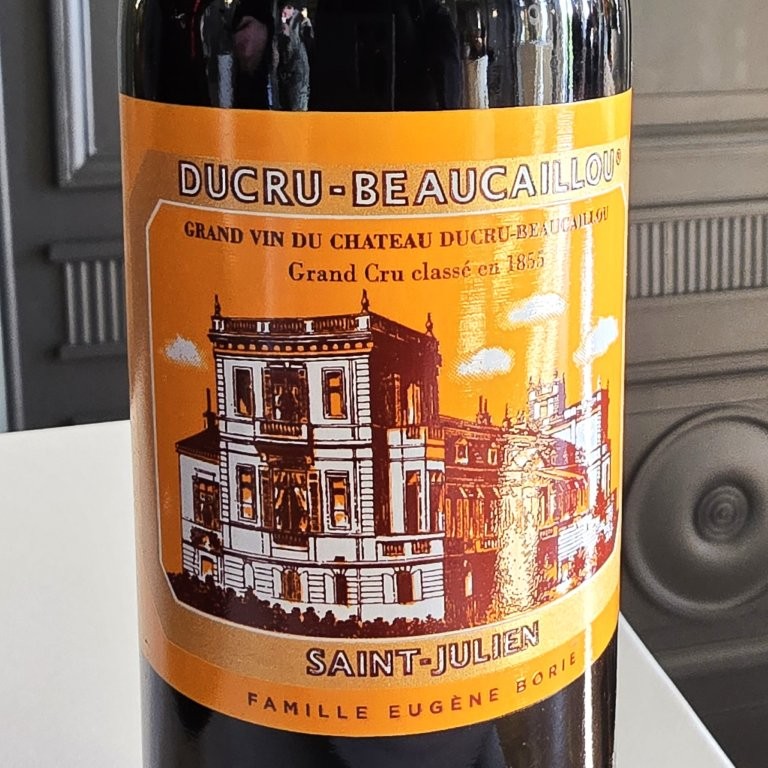 DUCRU-BEAUCAILLOU®
GRAND VIN DU CHATEAU DUCRU-BEAUCAILLOU
Grand Cru classé en 1855
SAINT-JULIEN
FAMILLE EUGÈNE BORIE